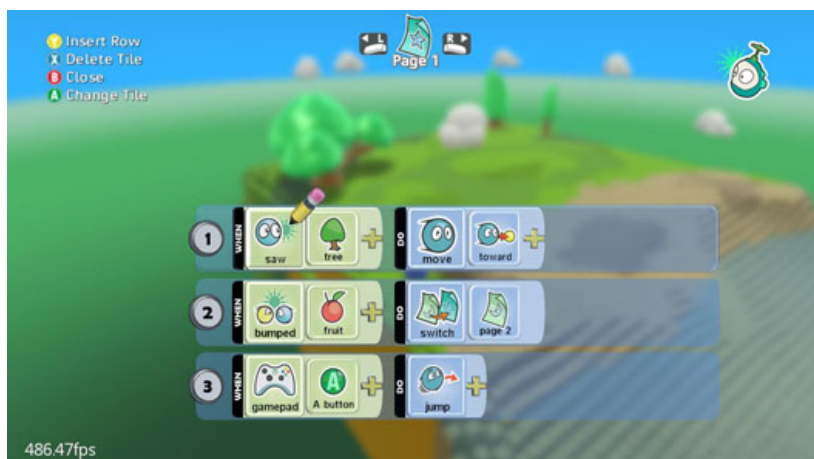 Y Insert Row
X Delete Tile
B Close
A Change Tile
L
R
Page 1
1 WHEN saw tree DO move toward
2 WHEN bumped fruit DO switch page 2
3 WHEN gamepad A A button DO jump
486.47fps